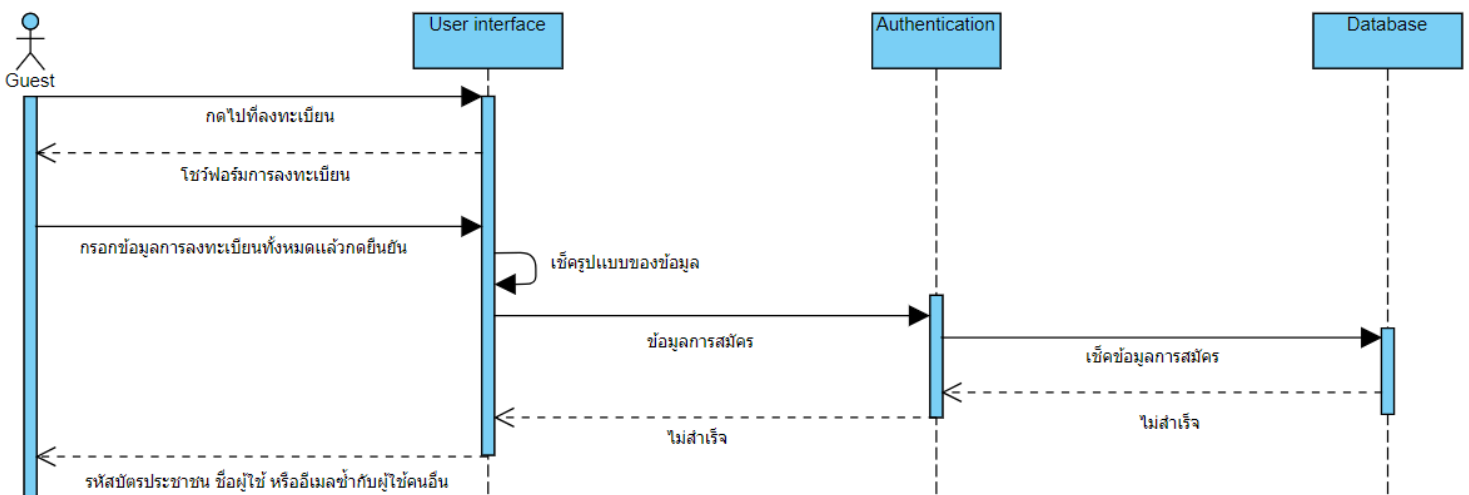 User interface
Authentication
Database
Guest
กดไปที่ลงทะเบียน
โชว์ฟอร์มการลงทะเบียน
กรอกข้อมูลการลงทะเบียนทั้งหมดแล้วกดยืนยัน
เช็ครูปแบบของข้อมูล
ข้อมูลการสมัคร
เช็คข้อมูลการสมัคร
ไม่สำเร็จ
ไม่สำเร็จ
รหัสบัตรประชาชน ชื่อผู้ใช้ หรืออีเมลซ้ำกับผู้ใช้คนอื่น